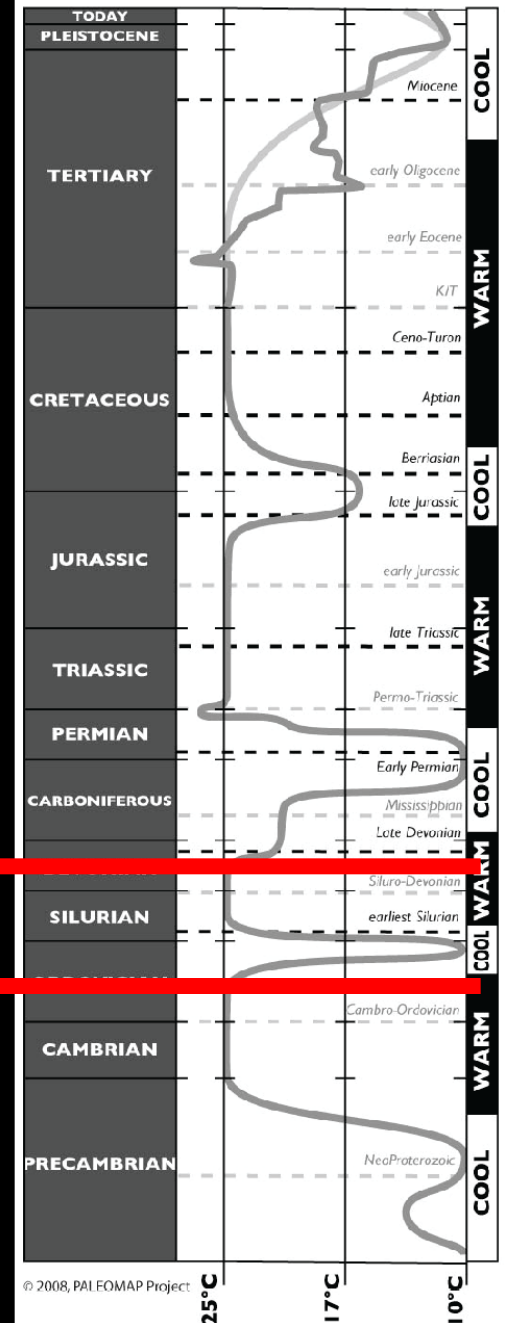 TODAY
PLEISTOCENE
COOL
Miocene
TERTIARY
early Oligocene
early Eocene
WARM
K/T
Ceno-Turon
CRETACEOUS
Aptian
Berriasian
COOL
late Jurassic
JURASSIC
early Jurassic
WARM
late Triassic
TRIASSIC
Permo-Triassic
PERMIAN
Early Permian
COOL
CARBONIFEROUS
Mississippian
Late Devonian
WARM
Siluro-Devonian
SILURIAN
earliest Silurian
COOL
Cambro-Ordovician
WARM
CAMBRIAN
PRECAMBRIAN
NeoProterozoic
COOL
© 2008, PALEOMAP Project
25°C
17°C
10°C